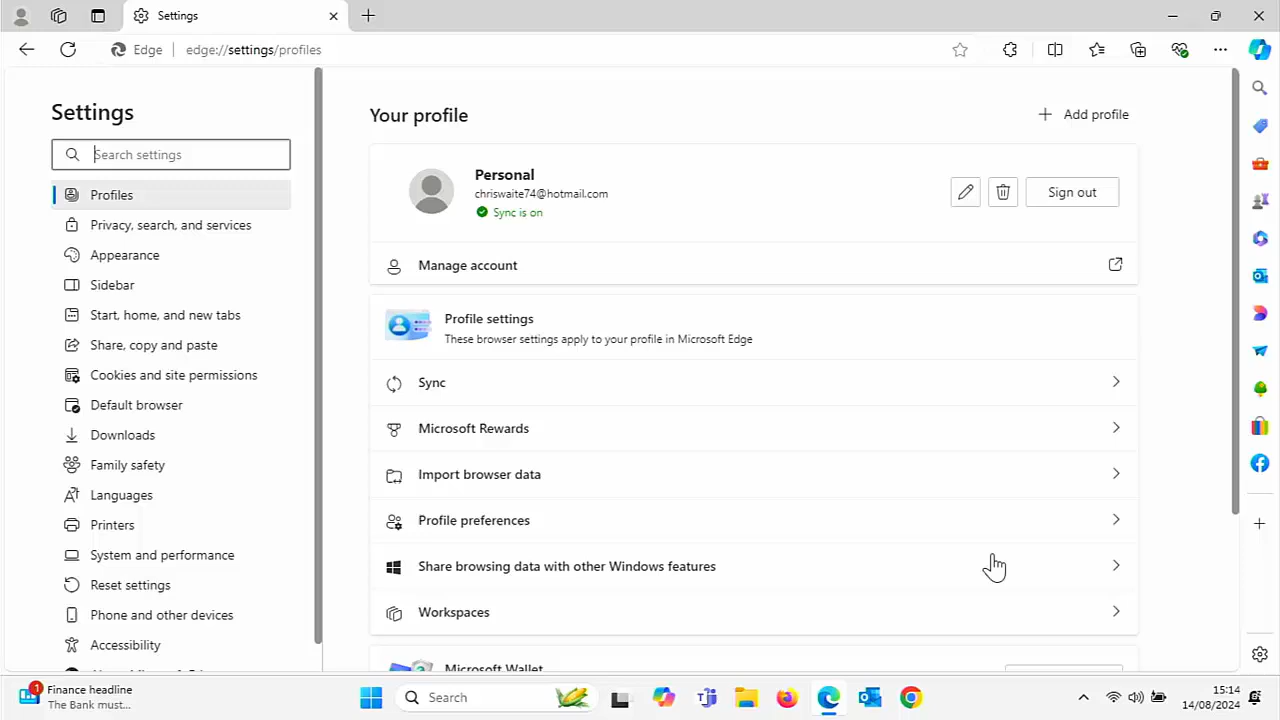 Settings
Edge
edge://settings/profiles
Settings
Search settings
Profiles
Privacy, search, and services
Appearance
Sidebar
Start, home, and new tabs
Share, copy and paste
Cookies and site permissions
Default browser
Downloads
Family safety
Languages
Printers
System and performance
Reset settings
Phone and other devices
Accessibility
Your profile
Add profile
Personal
chriswaite74@hotmail.com
Sync is on
Sign out
Manage account
Profile settings
These browser settings apply to your profile in Microsoft Edge
Sync
Microsoft Rewards
Import browser data
Profile preferences
Share browsing data with other Windows features
Workspaces
Microsoft Wallet
1
Finance headline
The Bank must...
Search
15:14
14/08/2024